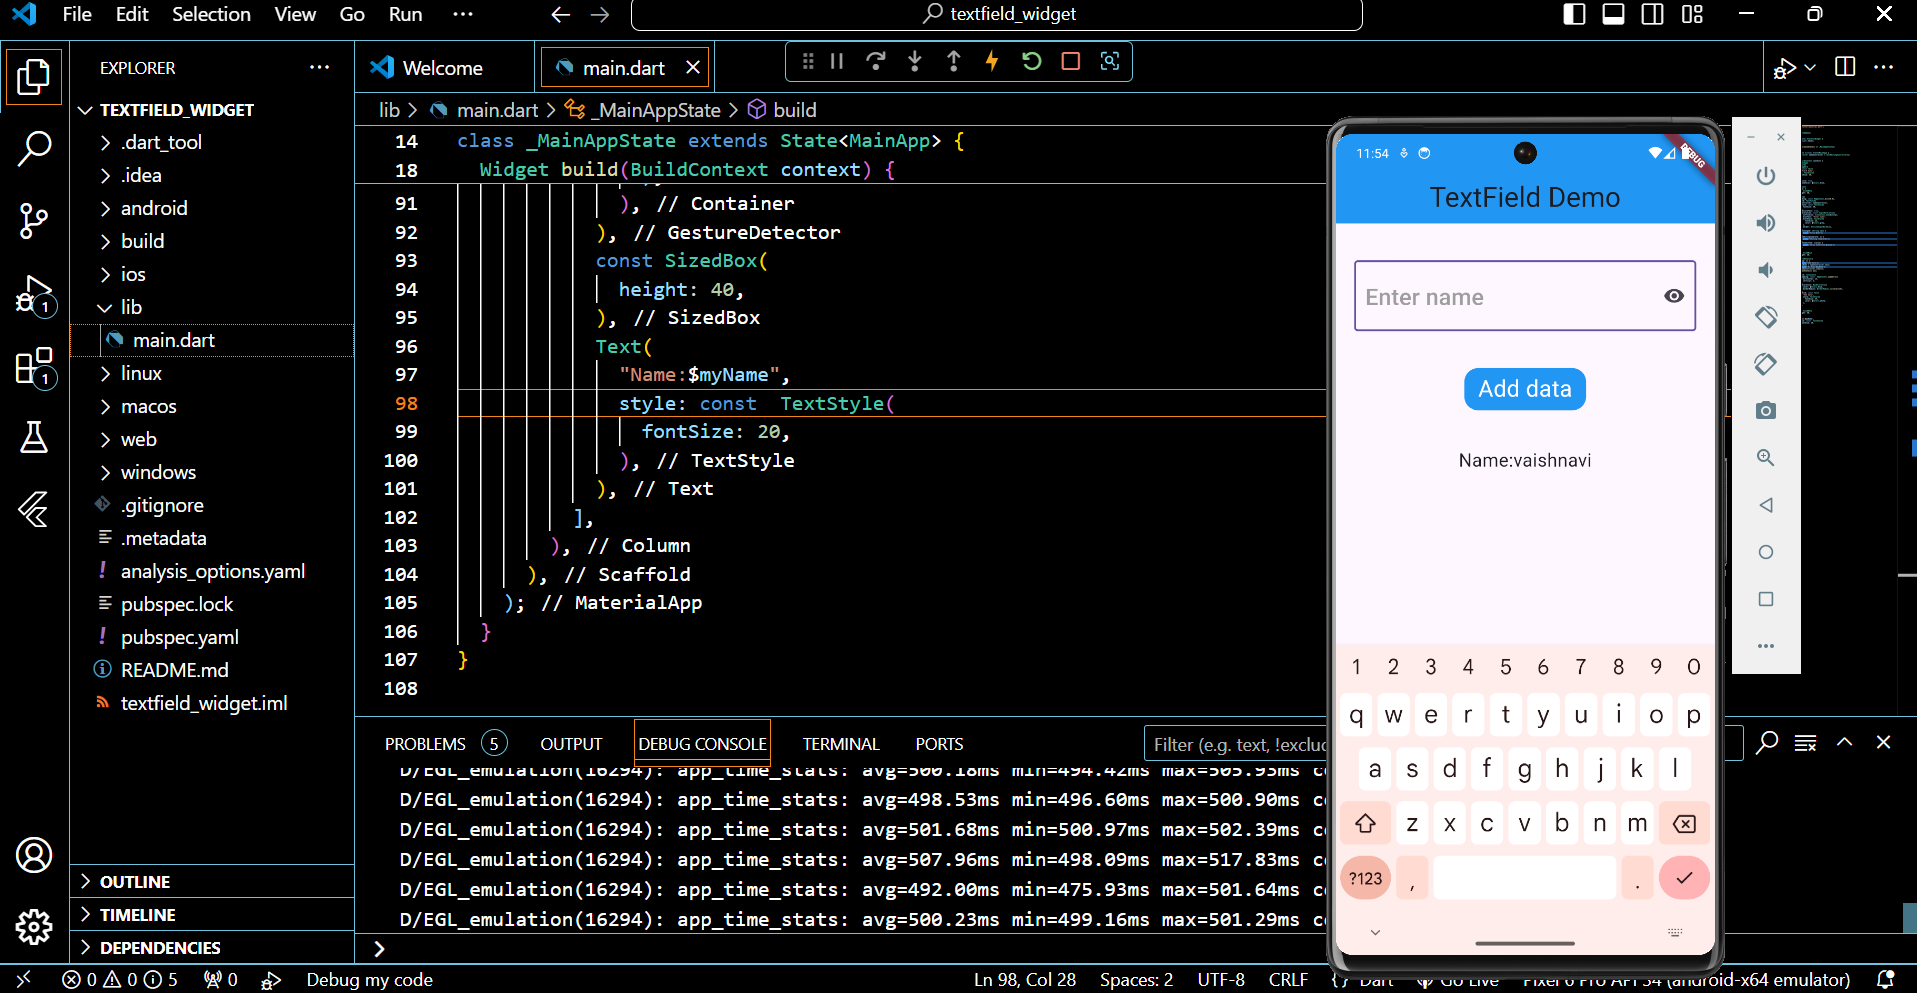 File Edit Selection View Go Run ···
textfield_widget
EXPLORER ···
TEXTFIELD_WIDGET
.dart_tool
.idea
android
build
ios
lib
main.dart
linux
macos
web
windows
.gitignore
.metadata
analysis_options.yaml
pubspec.lock
pubspec.yaml
README.md
textfield_widget.iml
OUTLINE
TIMELINE
DEPENDENCIES
Welcome
main.dart
lib > main.dart > _MainAppState > build
14 class _MainAppState extends State<MainApp> {
18 Widget build(BuildContext context) {
91 ), // Container
92 ), // GestureDetector
93 const SizedBox(
94 height: 40,
95 ), // SizedBox
96 Text(
97 "Name:$myName",
98 style: const  TextStyle(
99 fontSize: 20,
100 ), // TextStyle
101 ), // Text
102 ],
103 ), // Column
104 ), // Scaffold
105 ); // MaterialApp
106 }
107 }
108
PROBLEMS 5 OUTPUT DEBUG CONSOLE TERMINAL PORTS
Filter (e.g. text, !exclu
D/EGL_emulation(16294): app_time_stats: avg=500.18ms min=494.42ms max=505.93ms c
D/EGL_emulation(16294): app_time_stats: avg=498.53ms min=496.60ms max=500.90ms c
D/EGL_emulation(16294): app_time_stats: avg=501.68ms min=500.97ms max=502.39ms c
D/EGL_emulation(16294): app_time_stats: avg=507.96ms min=498.09ms max=517.83ms c
D/EGL_emulation(16294): app_time_stats: avg=492.00ms min=475.93ms max=501.64ms c
D/EGL_emulation(16294): app_time_stats: avg=500.23ms min=499.16ms max=501.29ms c
>
11:54
DEBUG
TextField Demo
Enter name
Add data
Name:vaishnavi
1 2 3 4 5 6 7 8 9 0
q w e r t y u i o p
a s d f g h j k l
z x c v b n m
?123 , .
1
1
0 0 5 0 Debug my code Ln 98, Col 28 Spaces: 2 UTF-8 CRLF {} Dart Go Live Pixel 6 Pro API 34 (android-x64 emulator)